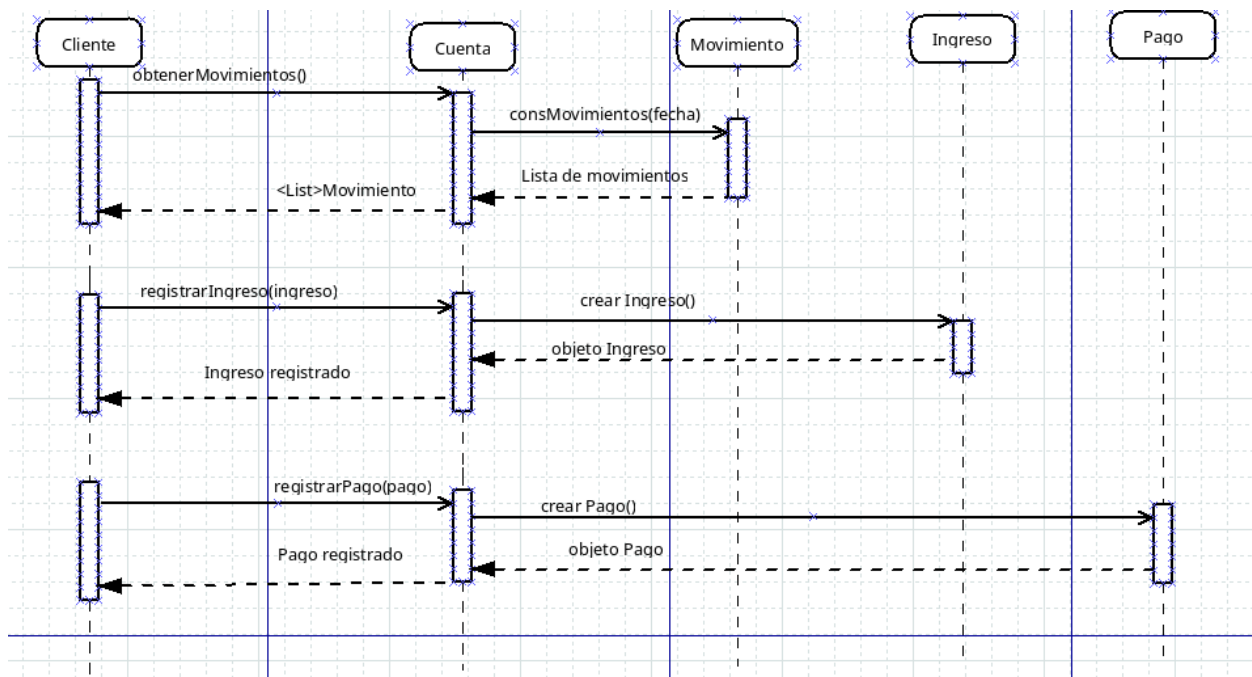 Cliente
Cuenta
Movimiento
Ingreso
Pago
obtenerMovimientos()
consMovimientos(fecha)
Lista de movimientos
<List>Movimiento
registrarIngreso(ingreso)
crear Ingreso()
objeto Ingreso
Ingreso registrado
registrarPago(pago)
crear Pago()
objeto Pago
Pago registrado